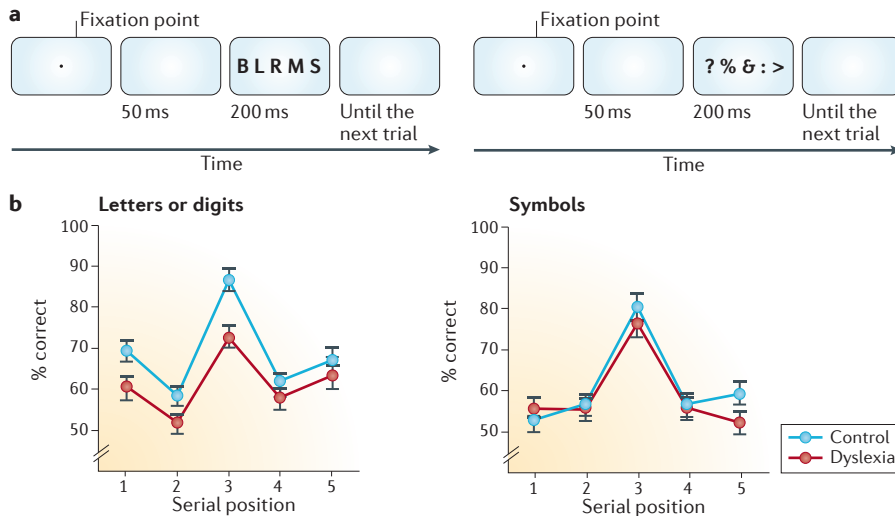 a
Fixation point
Fixation point
B L R M S
? % & : >
50 ms
200 ms
Until the
next trial
50 ms
200 ms
Until the
next trial
Time
Time
b
Letters or digits
100
90
80
70
60
50
% correct
1
2
3
4
5
Serial position
Symbols
100
90
80
70
60
50
% correct
1
2
3
4
5
Serial position
Control
Dyslexia